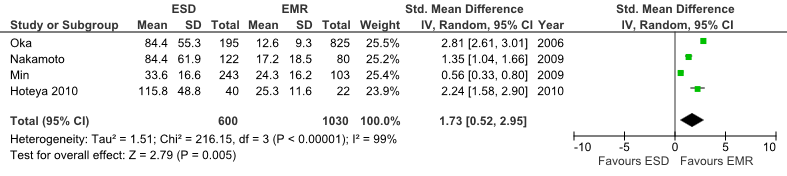 ESD EMR Std. Mean Difference Std. Mean Difference
Study or Subgroup Mean SD Total Mean SD Total Weight IV, Random, 95% CI Year IV, Random, 95% CI
Oka 84.4 55.3 195 12.6 9.3 825 25.5% 2.81 [2.61, 3.01] 2006
Nakamoto 84.4 61.9 122 17.2 18.5 80 25.2% 1.35 [1.04, 1.66] 2009
Min 33.6 16.6 243 24.3 16.2 103 25.4% 0.56 [0.33, 0.80] 2009
Hoteya 2010 115.8 48.8 40 25.3 11.6 22 23.9% 2.24 [1.58, 2.90] 2010
Total (95% CI) 600 1030 100.0% 1.73 [0.52, 2.95]
Heterogeneity: Tau² = 1.51; Chi² = 216.15, df = 3 (P < 0.00001); I² = 99%
Test for overall effect: Z = 2.79 (P = 0.005)
-10 -5 0 5 10
Favours ESD Favours EMR